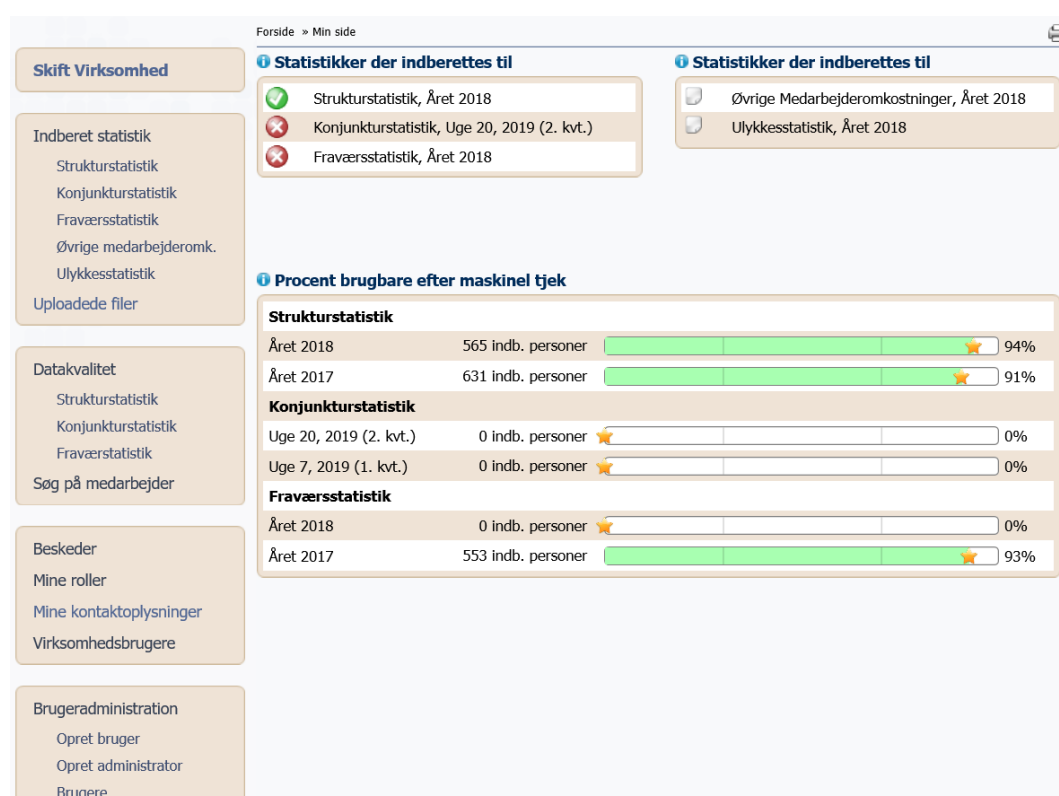 Forside » Min side
Skift Virksomhed
Indberet statistik
Strukturstatistik
Konjunkturstatistik
Fraværsstatistik
Øvrige medarbejderomk.
Ulykkesstatistik
Uploadede filer
Datakvalitet
Strukturstatistik
Konjunkturstatistik
Fraværstatistik
Søg på medarbejder
Beskeder
Mine roller
Mine kontaktoplysninger
Virksomhedsbrugere
Brugeradministration
Opret bruger
Opret administrator
Brugere
Statistikker der indberettes til
Strukturstatistik, Året 2018
Konjunkturstatistik, Uge 20, 2019 (2. kvt.)
Fraværsstatistik, Året 2018
Statistikker der indberettes til
Øvrige Medarbejderomkostninger, Året 2018
Ulykkesstatistik, Året 2018
Procent brugbare efter maskinel tjek
Strukturstatistik
Året 2018 565 indb. personer 94%
Året 2017 631 indb. personer 91%
Konjunkturstatistik
Uge 20, 2019 (2. kvt.) 0 indb. personer 0%
Uge 7, 2019 (1. kvt.) 0 indb. personer 0%
Fraværsstatistik
Året 2018 0 indb. personer 0%
Året 2017 553 indb. personer 93%